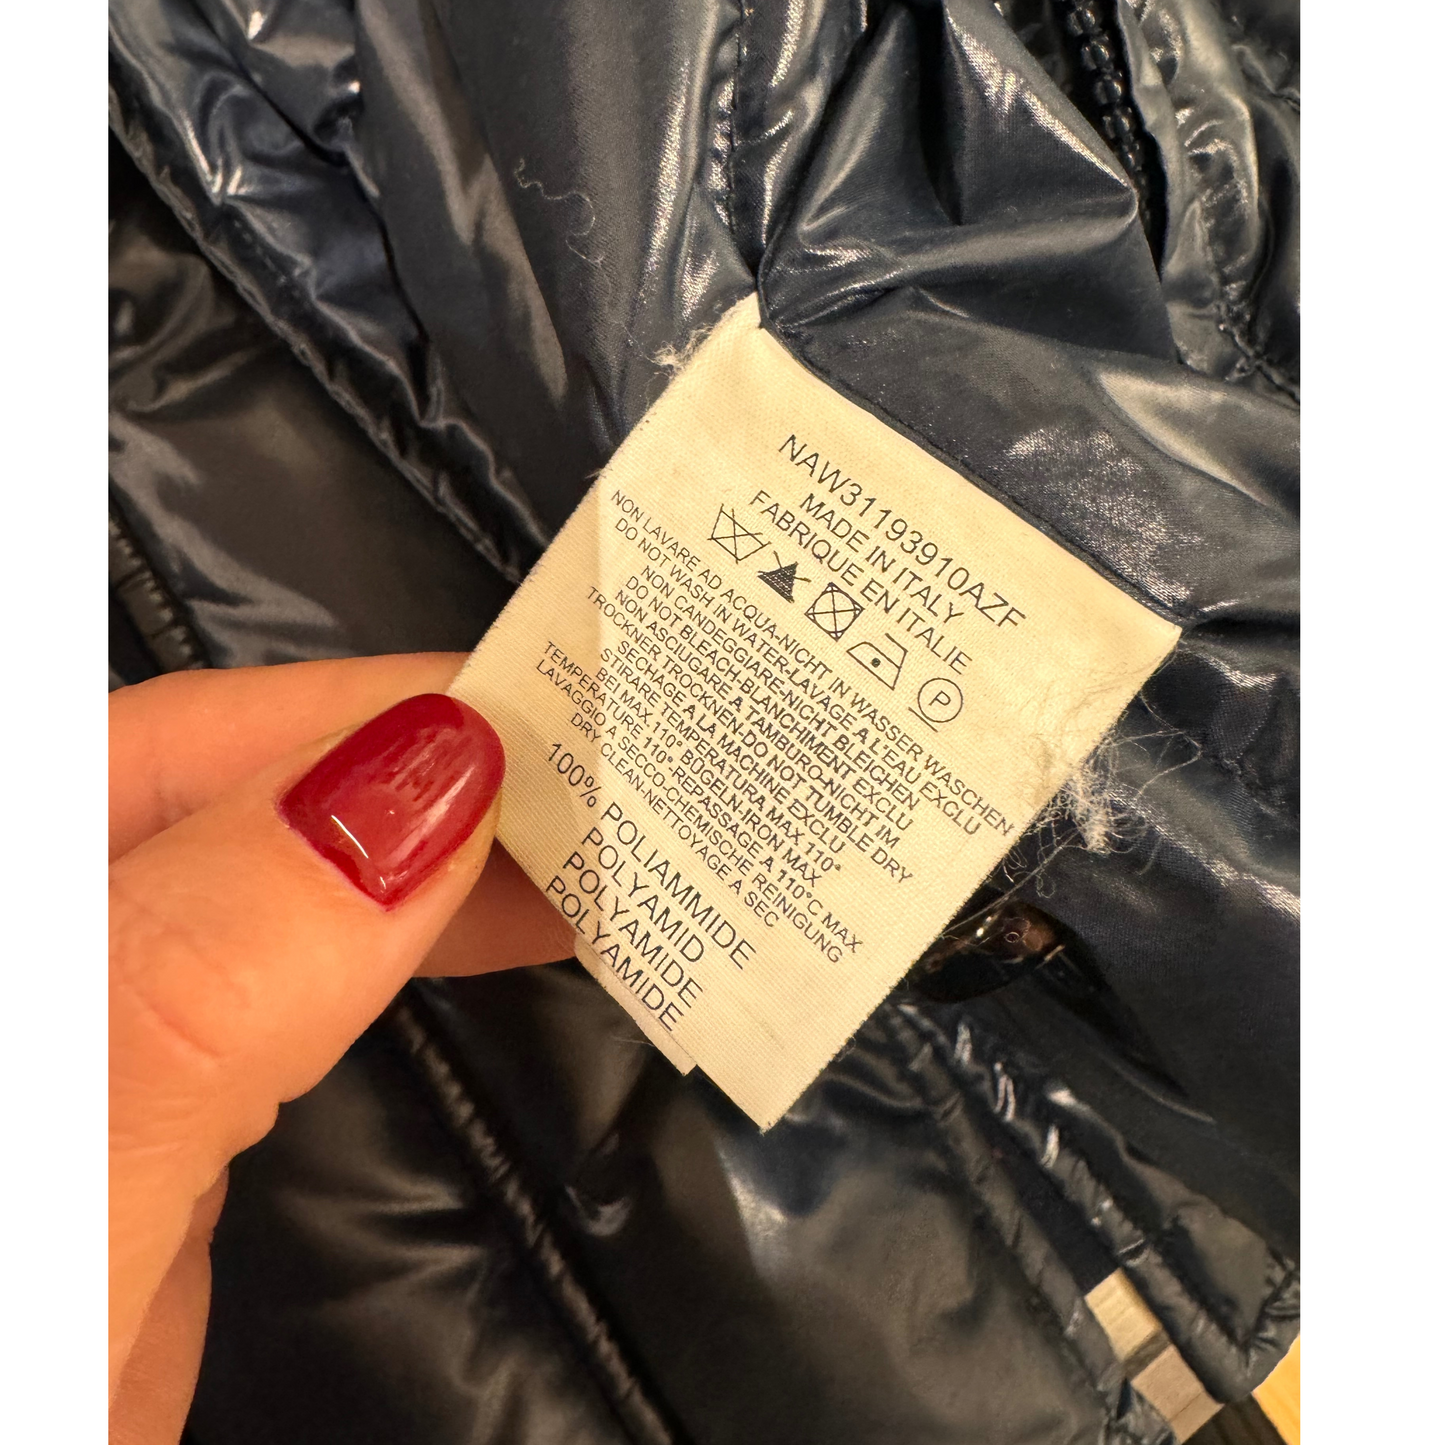 NAW31193910AZF
MADE IN ITALY
FABRIQUE EN ITALIE
P
NON LAVARE AD ACQUA-NICHT IN WASSER WASCHEN
DO NOT WASH IN WATER-LAVAGE A L'EAU EXCLU
NON CANDEGGIARE-NICHT BLEICHEN
DO NOT BLEACH-BLANCHIMENT EXCLU
NON ASCIUGARE A TAMBURO-NICHT IM
TROCKNER TROCKNEN-DO NOT TUMBLE DRY
SECHAGE A LA MACHINE EXCLU
STIRARE TEMPERATURA MAX 110°
BEI MAX. 110° BÜGELN-IRON MAX
TEMPERATURE 110° REPASSAGE A 110°C MAX
LAVAGGIO A SECCO-CHEMISCHE REINIGUNG
DRY CLEAN-NETTOYAGE A SEC
100% POLIAMMIDE
POLYAMID
POLYAMIDE
POLYAMIDE